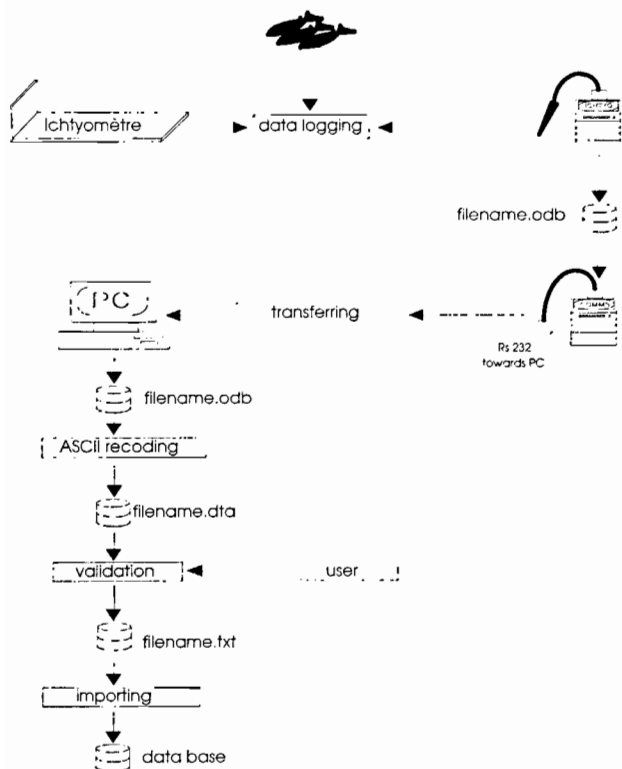 Ichtyomètre
data logging
filename.odb
PC
transferring
COMMS
Rs 232
towards PC
filename.odb
ASCII recoding
filename.dta
validation
user
filename.txt
importing
data base